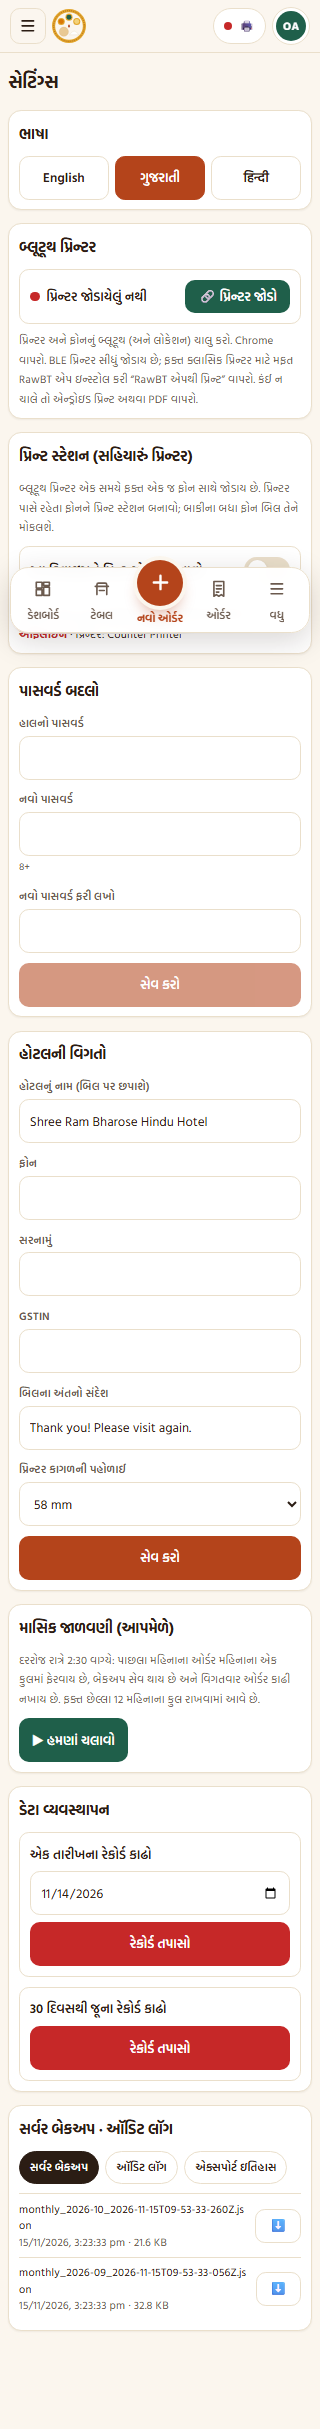 OA
સેટિંગ્સ
ભાષા
English
ગુજરાતી
हिन्दी
બ્લૂટૂથ પ્રિન્ટર
પ્રિન્ટર જોડાયેલું નથી
🔗 પ્રિન્ટર જોડો
પ્રિન્ટર અને ફોનનું બ્લૂટૂથ (અને લોકેશન) ચાલુ કરો. Chrome
વાપરો. BLE પ્રિન્ટર સીધું જોડાય છે; ફક્ત ક્લાસિક પ્રિન્ટર માટે મફત
RawBT એપ ઇન્સ્ટોલ કરી “RawBT એપથી પ્રિન્ટ” વાપરો. કંઈ ન
ચાલે તો એન્ડ્રોઇડ પ્રિન્ટ અથવા PDF વાપરો.
પ્રિન્ટ સ્ટેશન (સહિયારું પ્રિન્ટર)
બ્લૂટૂથ પ્રિન્ટર એક સમયે ફક્ત એક જ ફોન સાથે જોડાય છે. પ્રિન્ટર
પાસે રહેતા ફોનને પ્રિન્ટ સ્ટેશન બનાવો; બાકીના બધા ફોન બિલ તેને
મોકલશે.
ડેશબોર્ડ
ટેબલ
નવો ઓર્ડર
ઓર્ડર
વધુ
ઑફલાઇન · પ્રિન્ટર: Counter Printer
પાસવર્ડ બદલો
હાલનો પાસવર્ડ
નવો પાસવર્ડ
8+
નવો પાસવર્ડ ફરી લખો
સેવ કરો
હોટલની વિગતો
હોટલનું નામ (બિલ પર છપાશે)
Shree Ram Bharose Hindu Hotel
ફોન
સરનામું
GSTIN
બિલના અંતનો સંદેશ
Thank you! Please visit again.
પ્રિન્ટર કાગળની પહોળાઈ
58 mm
સેવ કરો
માસિક જાળવણી (આપમેળે)
દરરોજ રાત્રે 2:30 વાગ્યે: પાછલા મહિનાના ઓર્ડર મહિનાના એક
કુલમાં ફેરવાય છે, બેકઅપ સેવ થાય છે અને વિગતવાર ઓર્ડર કાઢી
નખાય છે. ફક્ત છેલ્લા 12 મહિનાના કુલ રાખવામાં આવે છે.
▶ હમણાં ચલાવો
ડેટા વ્યવસ્થાપન
એક તારીખના રેકોર્ડ કાઢો
11/14/2026
રેકોર્ડ તપાસો
30 દિવસથી જૂના રેકોર્ડ કાઢો
રેકોર્ડ તપાસો
સર્વર બેકઅપ · ઑડિટ લૉગ
સર્વર બેકઅપ
ઑડિટ લૉગ
એક્સપોર્ટ ઇતિહાસ
monthly_2026-10_2026-11-15T09-53-33-260Z.js
on
15/11/2026, 3:23:33 pm · 21.6 KB
monthly_2026-09_2026-11-15T09-53-33-056Z.js
on
15/11/2026, 3:23:33 pm · 32.8 KB